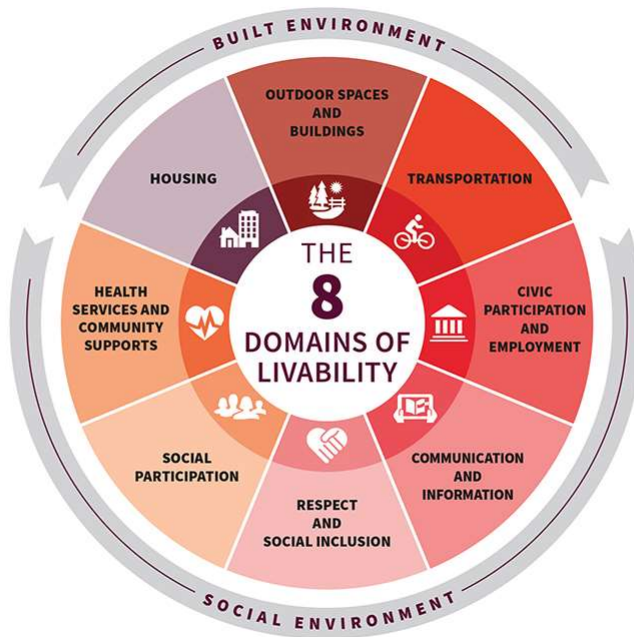 BUILT ENVIRONMENT
OUTDOOR SPACES
AND
BUILDINGS
TRANSPORTATION
CIVIC
PARTICIPATION
AND
EMPLOYMENT
COMMUNICATION
AND
INFORMATION
RESPECT
AND
SOCIAL INCLUSION
SOCIAL
PARTICIPATION
HEALTH
SERVICES AND
COMMUNITY
SUPPORTS
HOUSING
THE
8
DOMAINS OF
LIVABILITY
SOCIAL ENVIRONMENT